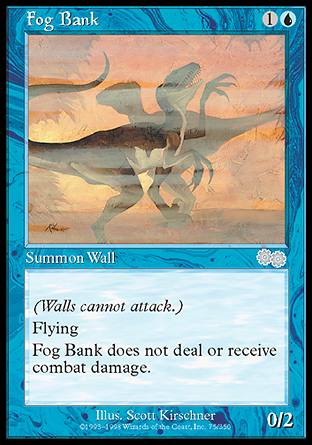 Fog Bank 1
Summon Wall
(Walls cannot attack.)
Flying
Fog Bank does not deal or receive
combat damage.
Illus. Scott Kirschner
©1993-1998 Wizards of the Coast, Inc. 75/350
0/2